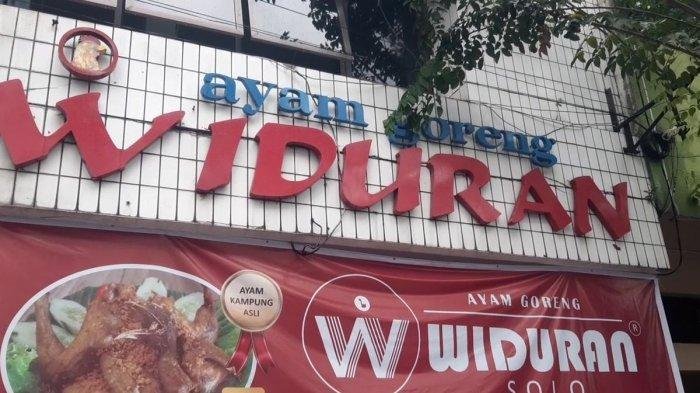 ayam goreng
WIDURAN
AYAM
KAMPUNG
ASLI
W
AYAM GORENG
WIDURAN®
SOLO